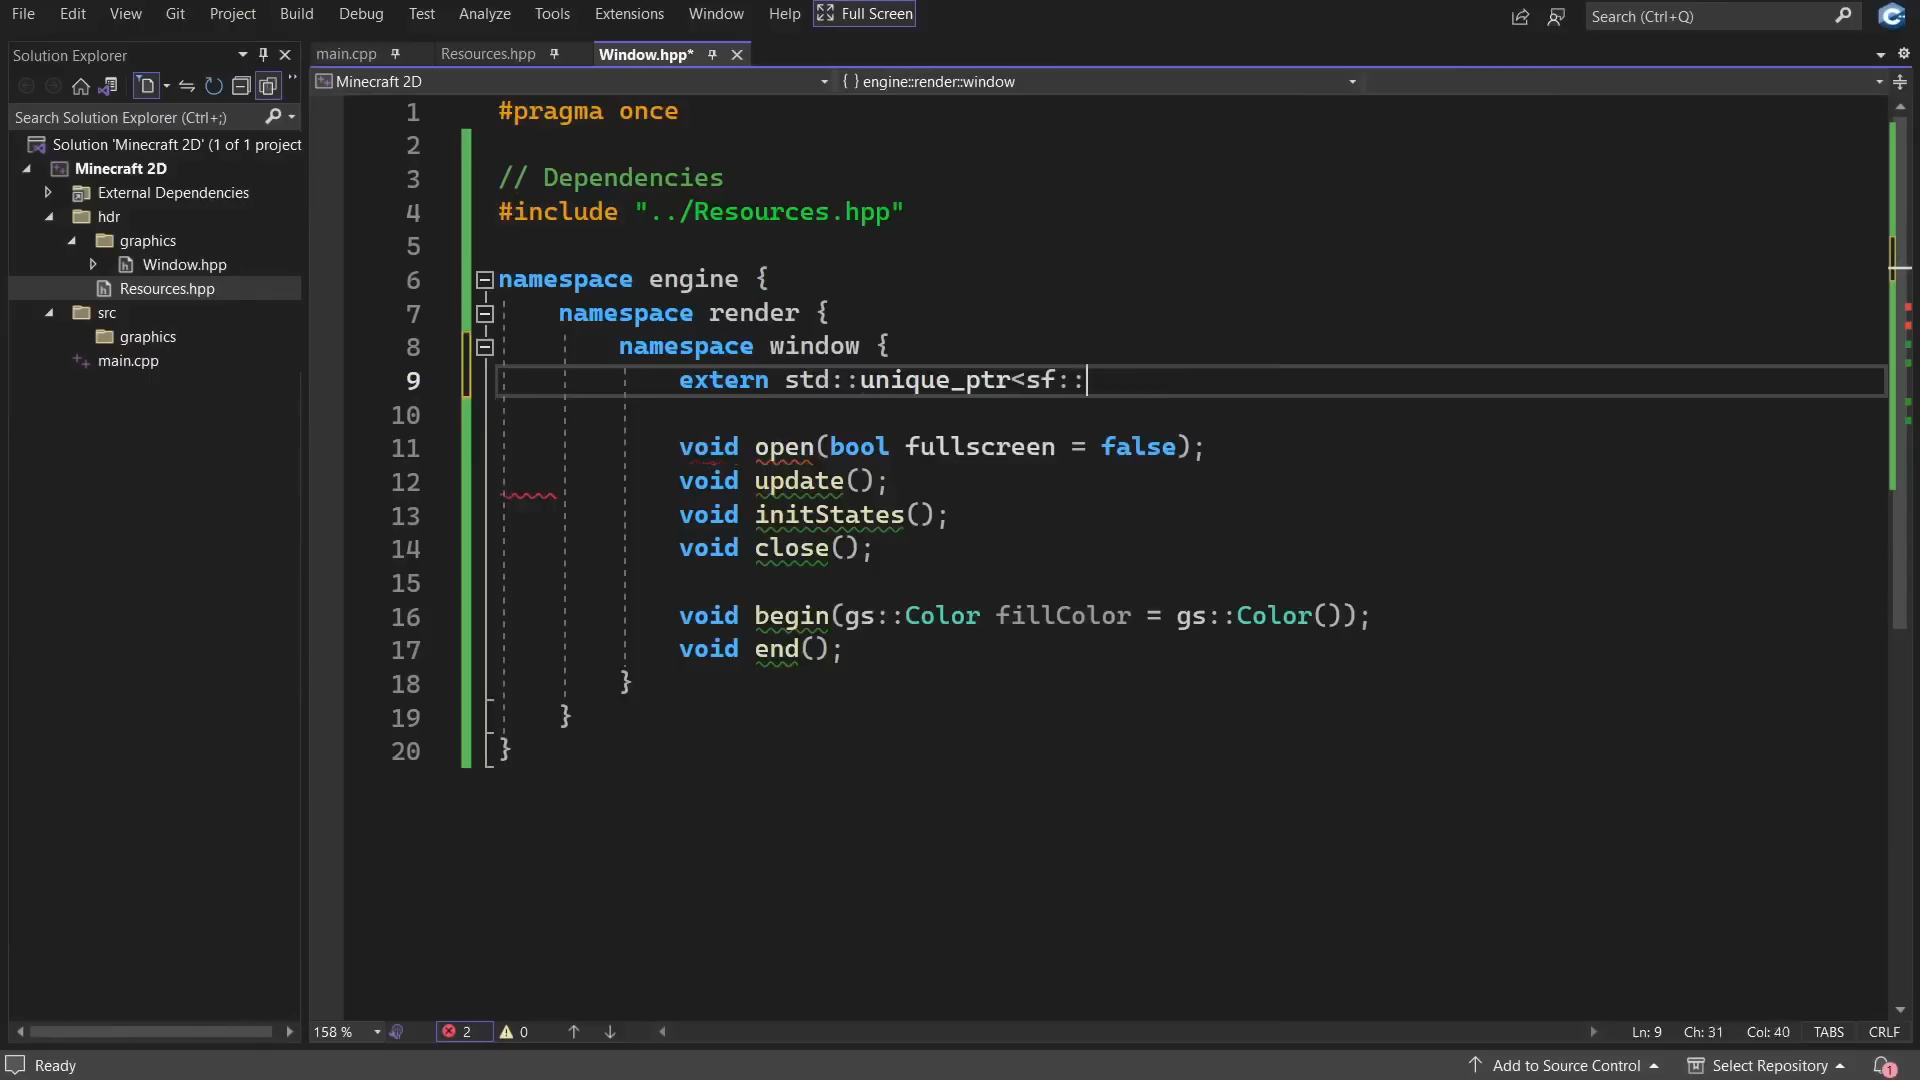 File Edit View Git Project Build Debug Test Analyze Tools Extensions Window Help Full Screen Search (Ctrl+Q)
Solution Explorer
main.cpp Resources.hpp Window.hpp*
Minecraft 2D { } engine::render::window
Search Solution Explorer (Ctrl+;)
Solution 'Minecraft 2D' (1 of 1 project
Minecraft 2D
External Dependencies
hdr
graphics
Window.hpp
Resources.hpp
src
graphics
main.cpp
1 #pragma once
2
3 // Dependencies
4 #include "../Resources.hpp"
5
6 namespace engine {
7 namespace render {
8 namespace window {
9 extern std::unique_ptr<sf::
10
11 void open(bool fullscreen = false);
12 void update();
13 void initStates();
14 void close();
15
16 void begin(gs::Color fillColor = gs::Color());
17 void end();
18 }
19 }
20 }
158 % 2 0 Ln: 9 Ch: 31 Col: 40 TABS CRLF
Ready Add to Source Control Select Repository 1